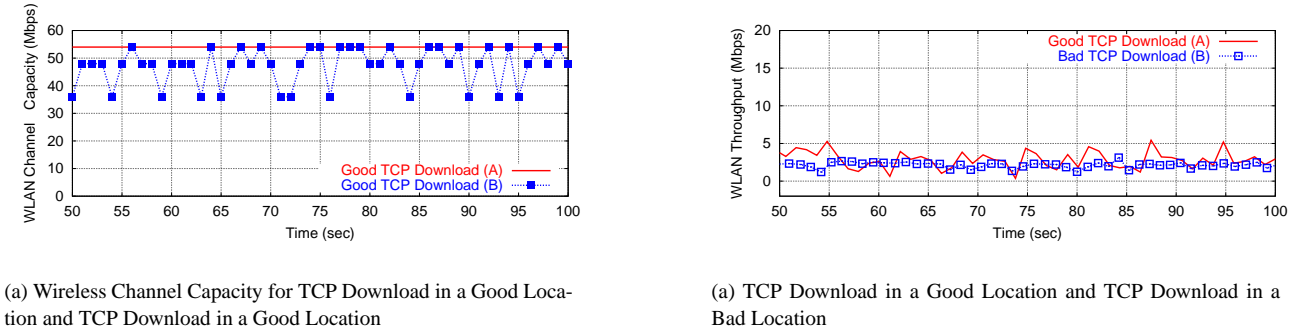 WLAN Channel   Capacity (Mbps)
60
50
40
30
20
10
0
Good TCP Download (A)
Good TCP Download (B)
50 55 60 65 70 75 80 85 90 95 100
Time (sec)
(a) Wireless Channel Capacity for TCP Download in a Good Loca-
tion and TCP Download in a Good Location
WLAN Throughput (Mbps)
20
15
10
5
0
Good TCP Download (A)
Bad TCP Download (B)
50 55 60 65 70 75 80 85 90 95 100
Time (sec)
(a) TCP Download in a Good Location and TCP Download in a
Bad Location